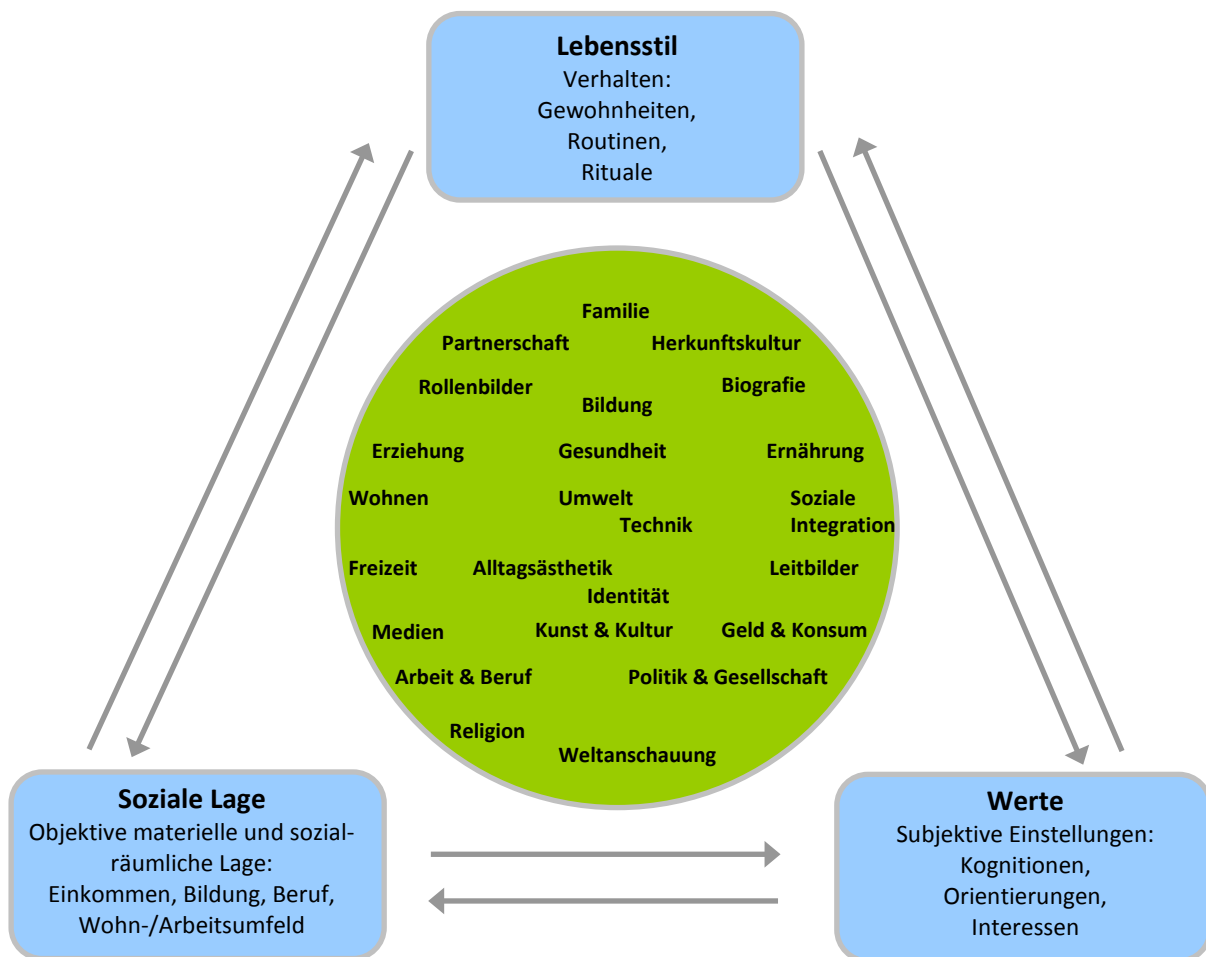 Lebensstil
Verhalten:
Gewohnheiten,
Routinen,
Rituale
Familie
Partnerschaft
Herkunftskultur
Rollenbilder
Biografie
Bildung
Erziehung
Gesundheit
Ernährung
Wohnen
Umwelt
Soziale
Integration
Technik
Freizeit
Alltagsästhetik
Leitbilder
Identität
Medien
Kunst & Kultur
Geld & Konsum
Arbeit & Beruf
Politik & Gesellschaft
Religion
Weltanschauung
Soziale Lage
Objektive materielle und sozial-
räumliche Lage:
Einkommen, Bildung, Beruf,
Wohn-/Arbeitsumfeld
Werte
Subjektive Einstellungen:
Kognitionen,
Orientierungen,
Interessen